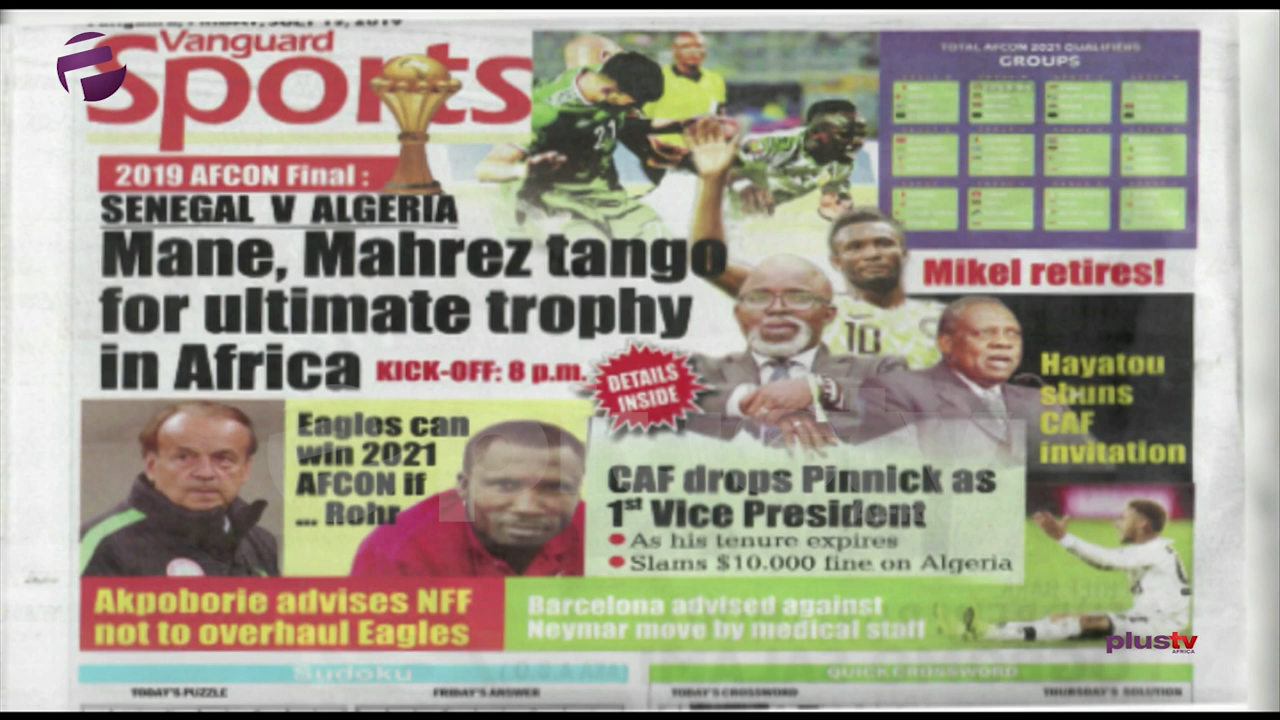 Vanguard
Sports
2019 AFCON Final :
SENEGAL V ALGERIA
Mane, Mahrez tango
for ultimate trophy
in Africa
KICK-OFF: 8 p.m.
DETAILS
INSIDE
TOTAL AFCON 2021 QUALIFIERS
GROUPS
21
10
Mikel retires!
Hayatou
shuns
CAF
invitation
Eagles can
win 2021
AFCON if
... Rohr
CAF drops Pinnick as
1st Vice President
As his tenure expires
Slams $10.000 fine on Algeria
Akpoborie advises NFF
not to overhaul Eagles
Barcelona advised against
Neymar move by medical staff
plustv
AFRICA
Sudoku
QUICK CROSSWORD
TODAY'S PUZZLE
FRIDAY'S ANSWER
TODAY'S CROSSWORD
THURSDAY'S SOLUTION